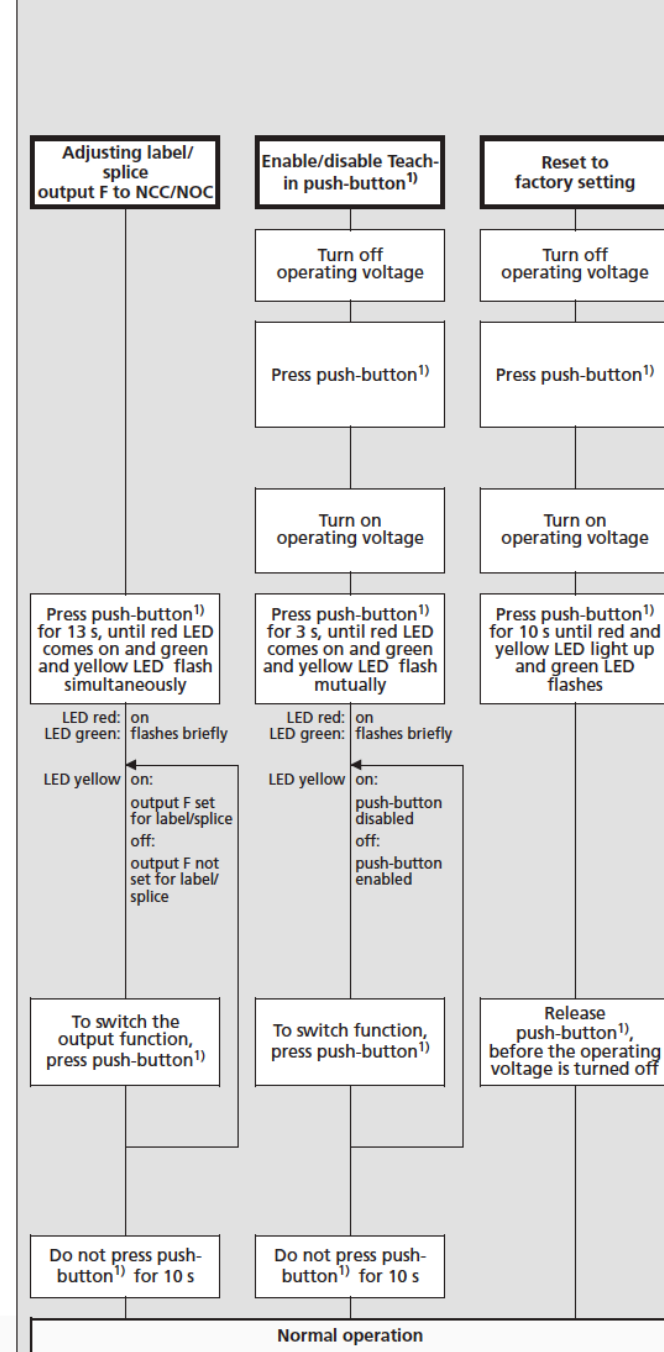 Adjusting label/
splice
output F to NCC/NOC
Turn off
operating voltage
Press push-button1)
for 13 s, until red LED
comes on and green
and yellow LED flash
simultaneously
LED red: on
LED green: flashes briefly
LED yellow on:
output F set
for label/splice
off:
output F not
set for label/
splice
To switch the
output function,
press push-button1)
Do not press push-
button1) for 10 s
Enable/disable Teach-
in push-button1)
Turn off
operating voltage
Press push-button1)
Turn on
operating voltage
Press push-button1)
for 3 s, until red LED
comes on and green
and yellow LED flash
mutually
LED red: on
LED green: flashes briefly
LED yellow on:
push-button
disabled
off:
push-button
enabled
To switch function,
press push-button1)
Do not press push-
button1) for 10 s
Reset to
factory setting
Turn off
operating voltage
Press push-button1)
Turn on
operating voltage
Press push-button1)
for 10 s until red and
yellow LED light up
and green LED
flashes
Release
push-button1),
before the operating
voltage is turned off
Normal operation